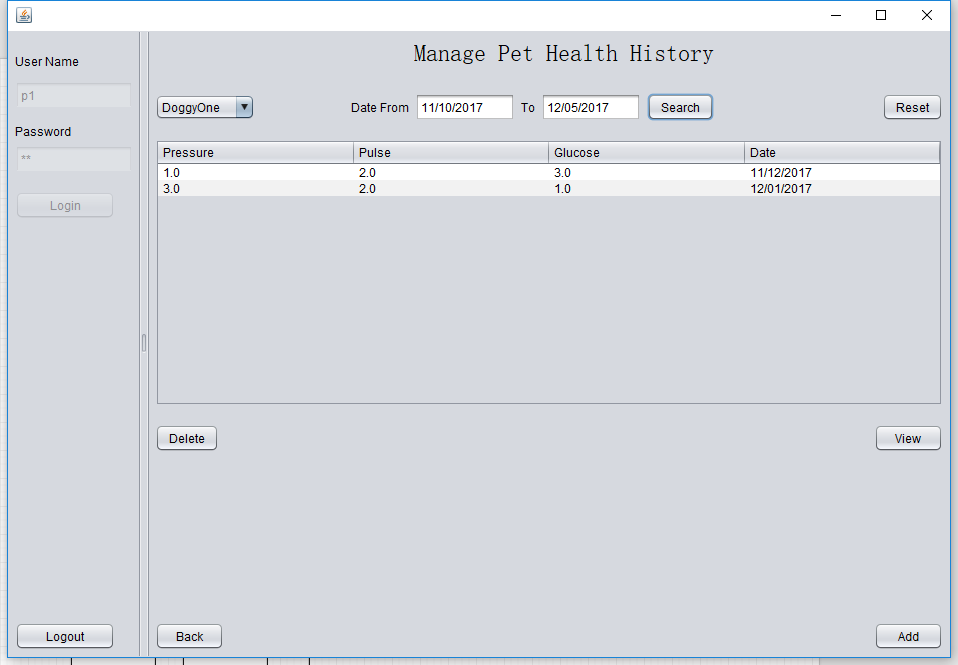 Manage Pet Health History
User Name
p1
Password
**
Login
DoggyOne Date From 11/10/2017 To 12/05/2017 Search Reset
Pressure Pulse Glucose Date
1.0 2.0 3.0 11/12/2017
3.0 2.0 1.0 12/01/2017
Delete View
Logout Back Add